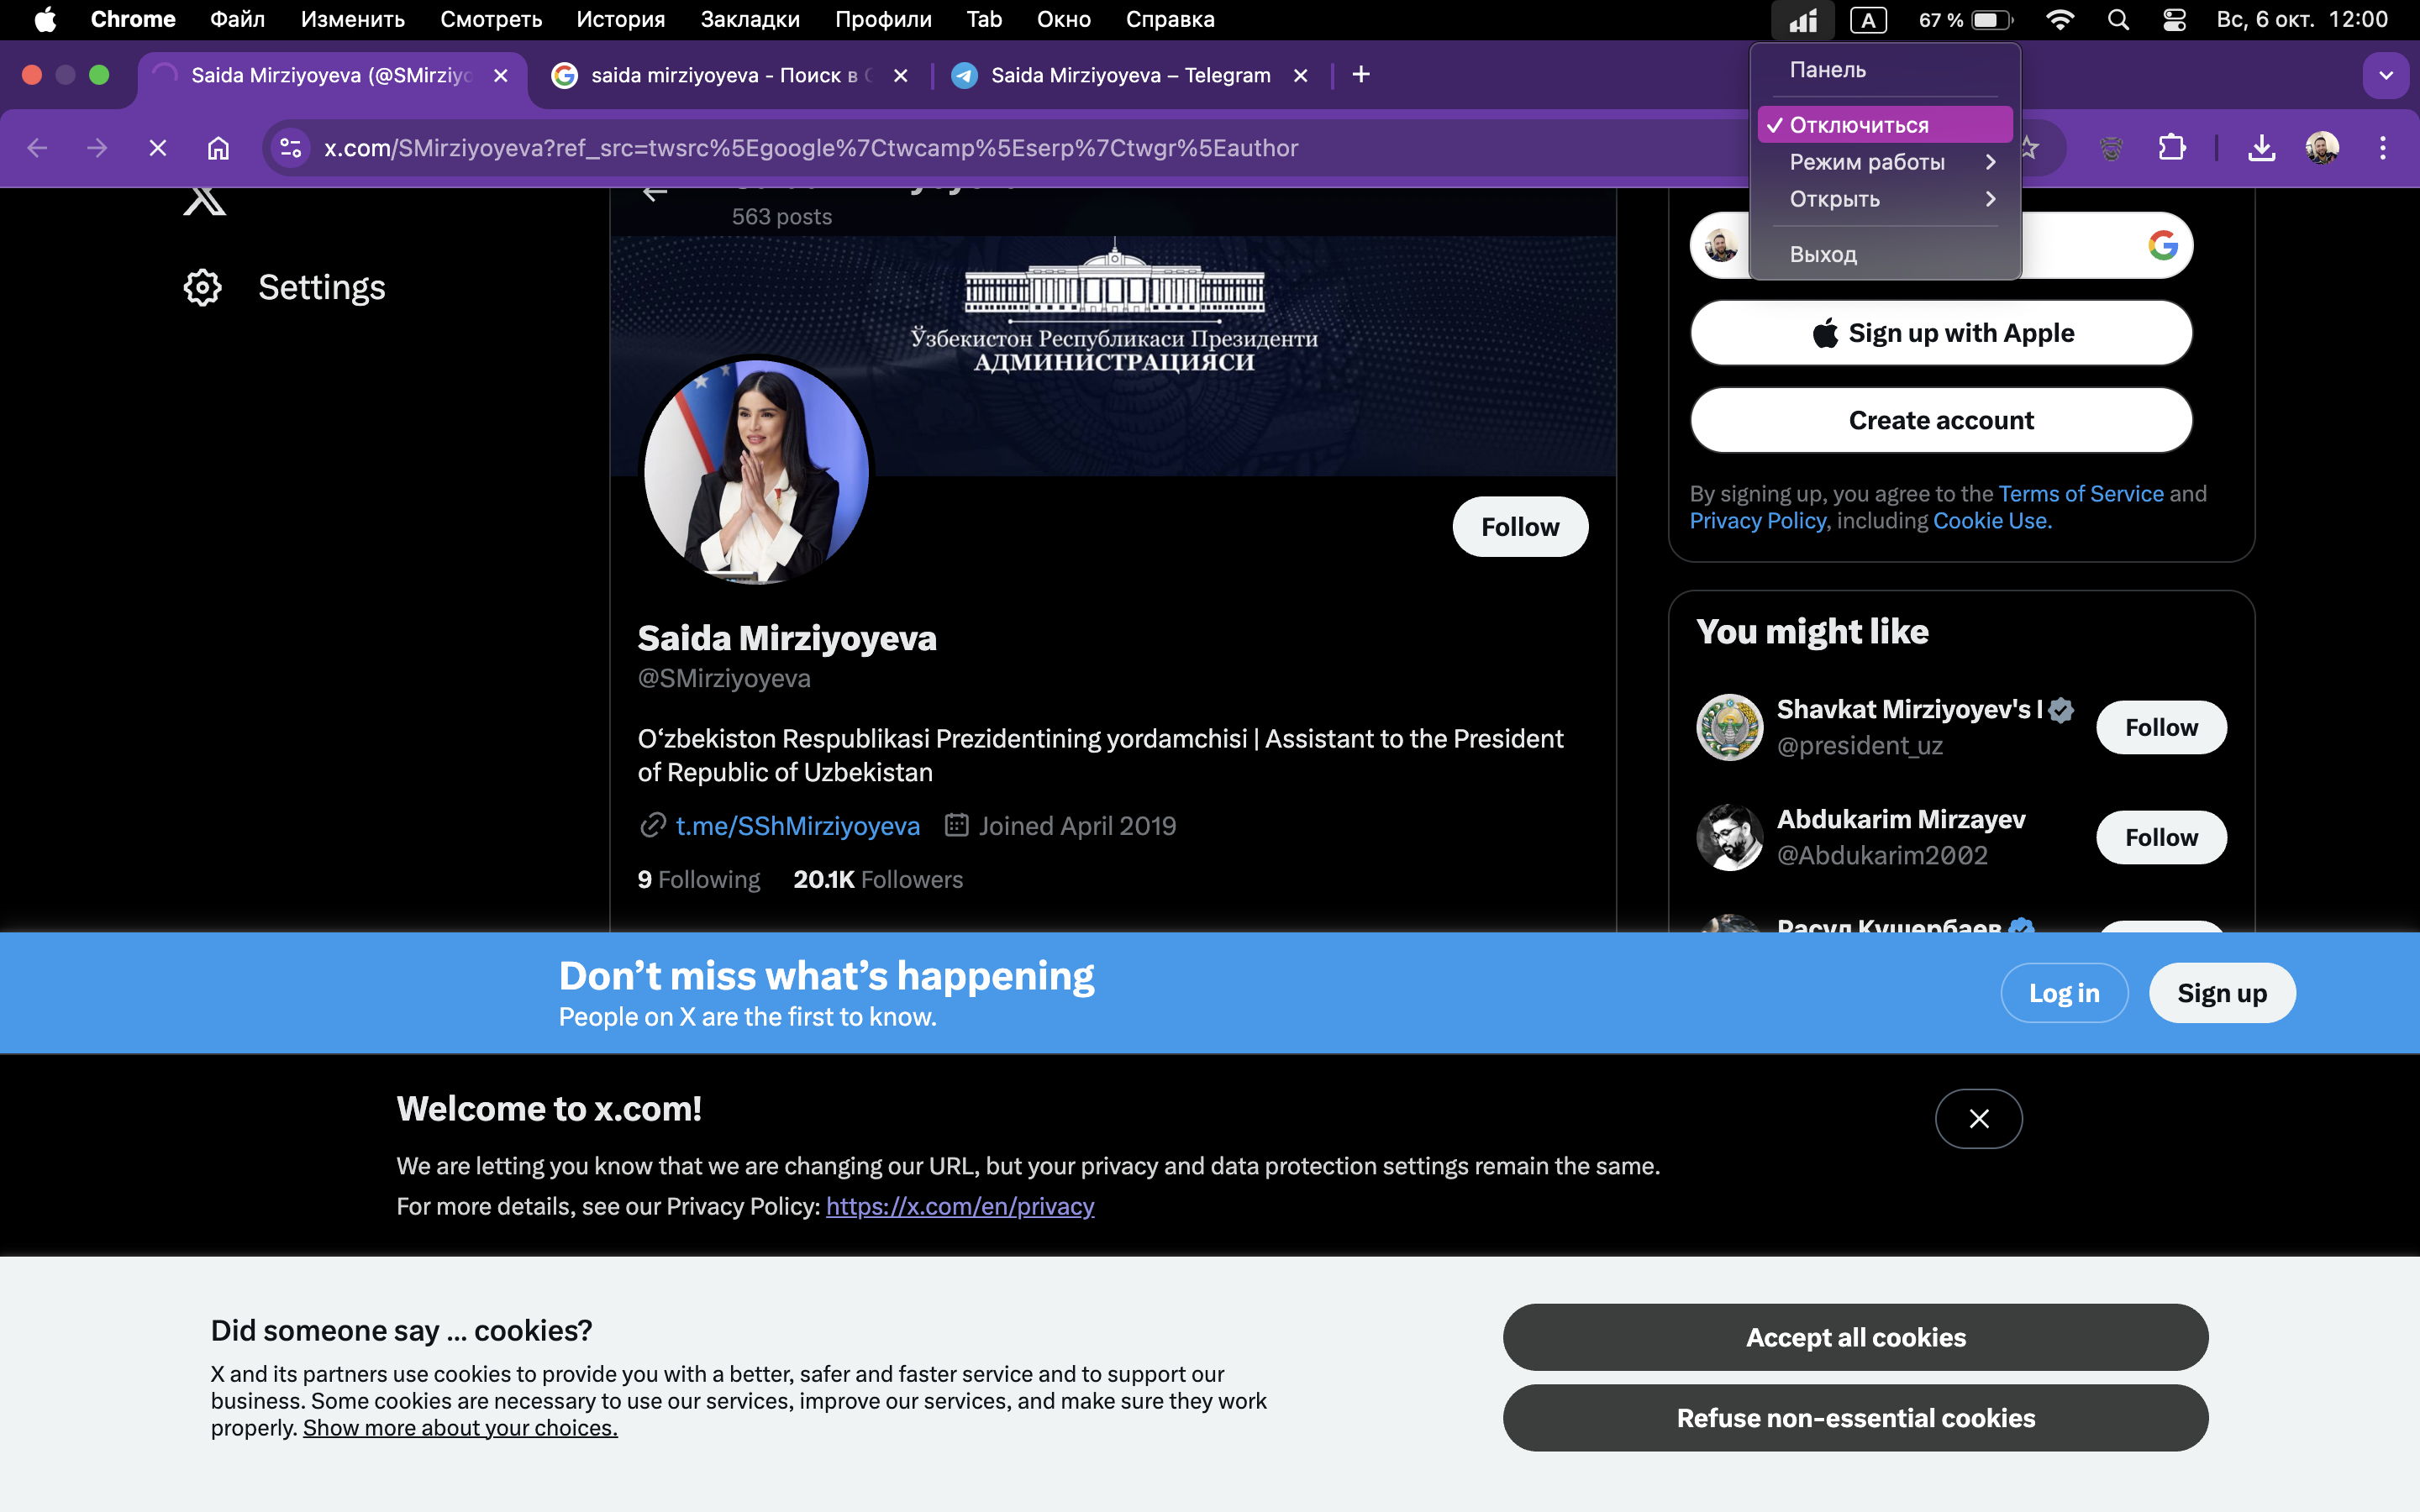 Chrome Файл Изменить Смотреть История Закладки Профили Tab Окно Справка
A 67 % Вс, 6 окт. 12:00
Saida Mirziyoyeva (@SMirziyo
saida mirziyoyeva - Поиск в
Saida Mirziyoyeva – Telegram
x.com/SMirziyoyeva?ref_src=twsrc%5Egoogle%7Ctwcamp%5Eserp%7Ctwgr%5Eauthor
Панель
Отключиться
Режим работы
Открыть
Выход
Settings
563 posts
Ўзбекистон Республикаси Президенти
АДМИНИСТРАЦИЯСИ
Follow
Saida Mirziyoyeva
@SMirziyoyeva
O‘zbekiston Respublikasi Prezidentining yordamchisi | Assistant to the President
of Republic of Uzbekistan
t.me/SShMirziyoyeva Joined April 2019
9 Following 20.1K Followers
Sign up with Apple
Create account
By signing up, you agree to the Terms of Service and
Privacy Policy, including Cookie Use.
You might like
Shavkat Mirziyoyev's
@president_uz
Follow
Abdukarim Mirzayev
@Abdukarim2002
Follow
Расул Кушербаев
Don’t miss what’s happening
People on X are the first to know.
Log in
Sign up
Welcome to x.com!
We are letting you know that we are changing our URL, but your privacy and data protection settings remain the same.
For more details, see our Privacy Policy: https://x.com/en/privacy
Did someone say ... cookies?
X and its partners use cookies to provide you with a better, safer and faster service and to support our
business. Some cookies are necessary to use our services, improve our services, and make sure they work
properly. Show more about your choices.
Accept all cookies
Refuse non-essential cookies